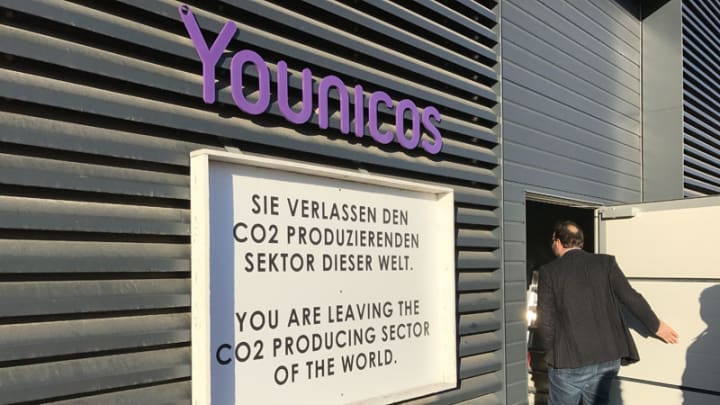 Younicos
SIE VERLASSEN DEN
CO2 PRODUZIERENDEN
SEKTOR DIESER WELT.
YOU ARE LEAVING THE
CO2 PRODUCING SECTOR
OF THE WORLD.